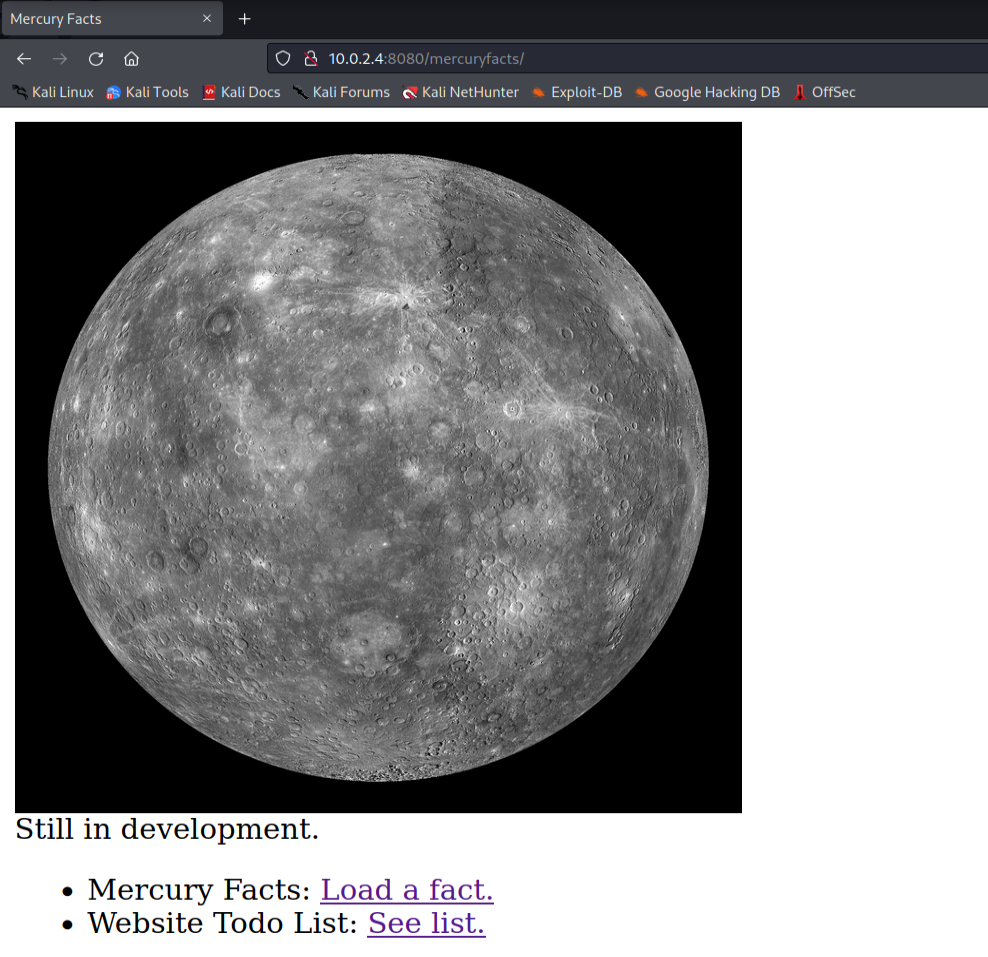 Mercury Facts
10.0.2.4:8080/mercuryfacts/
Kali Linux Kali Tools Kali Docs Kali Forums Kali NetHunter Exploit-DB Google Hacking DB OffSec
Still in development.
• Mercury Facts: Load a fact.
• Website Todo List: See list.